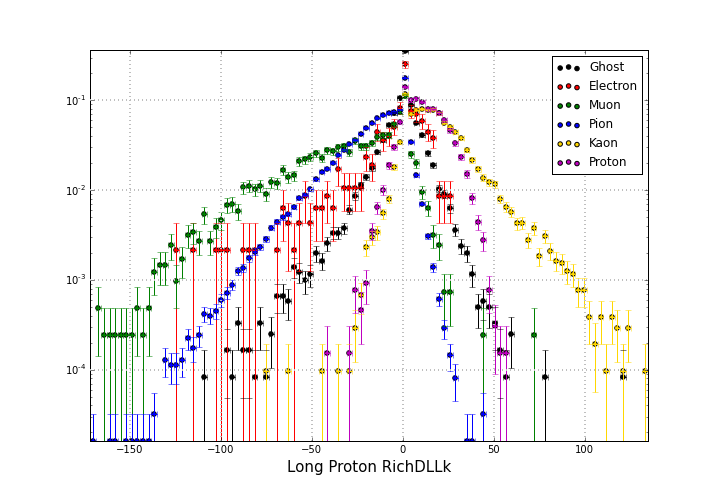 Ghost
Electron
Muon
Pion
Kaon
Proton
10⁻¹
10⁻²
10⁻³
10⁻⁴
−150 −100 −50 0 50 100
Long Proton RichDLLk